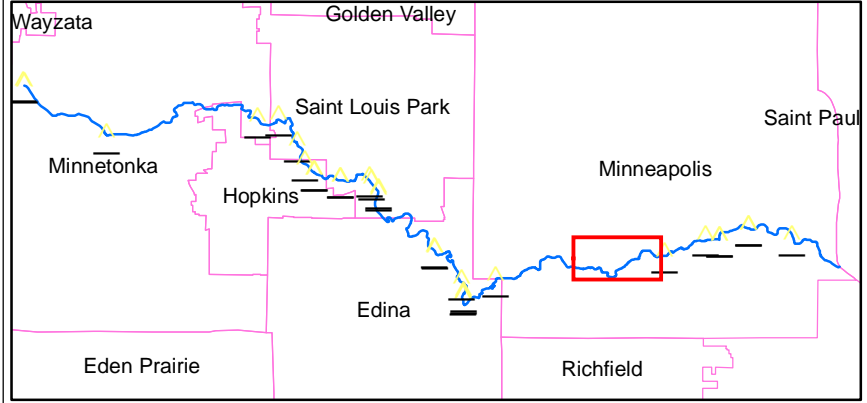 Golden Valley
Wayzata
Saint Louis Park
Saint Paul
Minnetonka
Minneapolis
Hopkins
Edina
Eden Prairie
Richfield